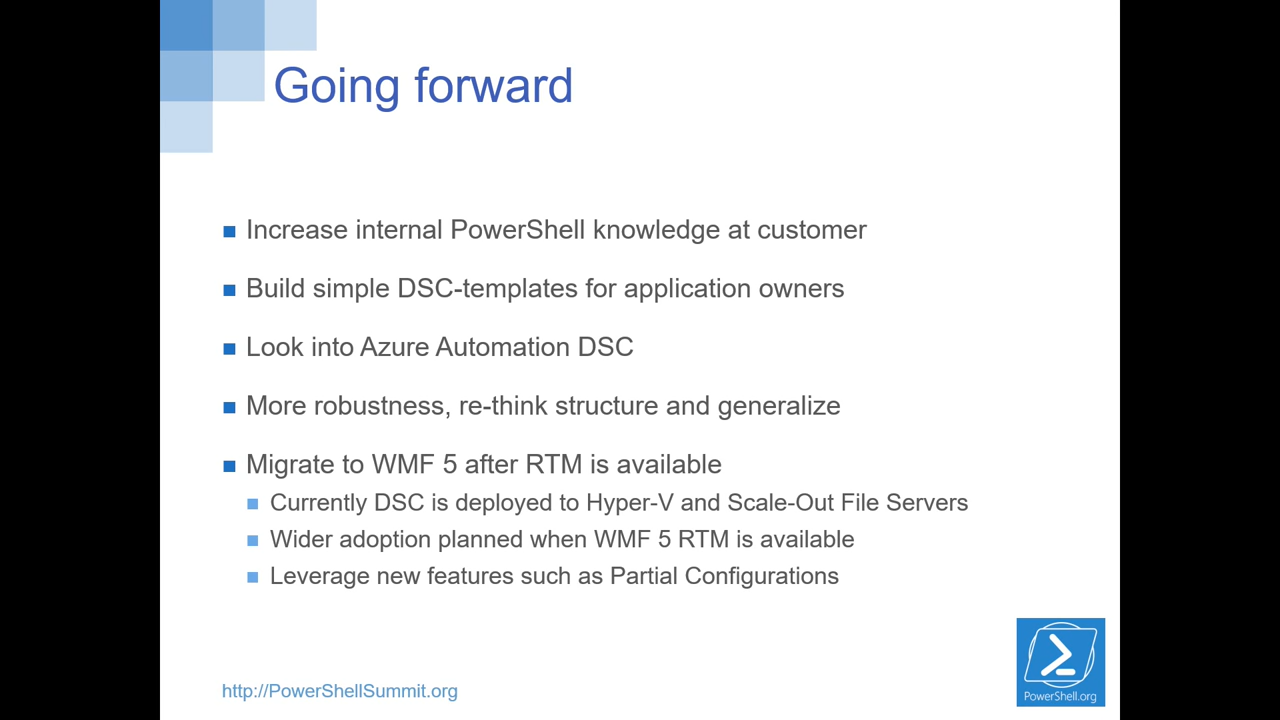 Going forward
Increase internal PowerShell knowledge at customer
Build simple DSC-templates for application owners
Look into Azure Automation DSC
More robustness, re-think structure and generalize
Migrate to WMF 5 after RTM is available
Currently DSC is deployed to Hyper-V and Scale-Out File Servers
Wider adoption planned when WMF 5 RTM is available
Leverage new features such as Partial Configurations
http://PowerShellSummit.org
PowerShell.org